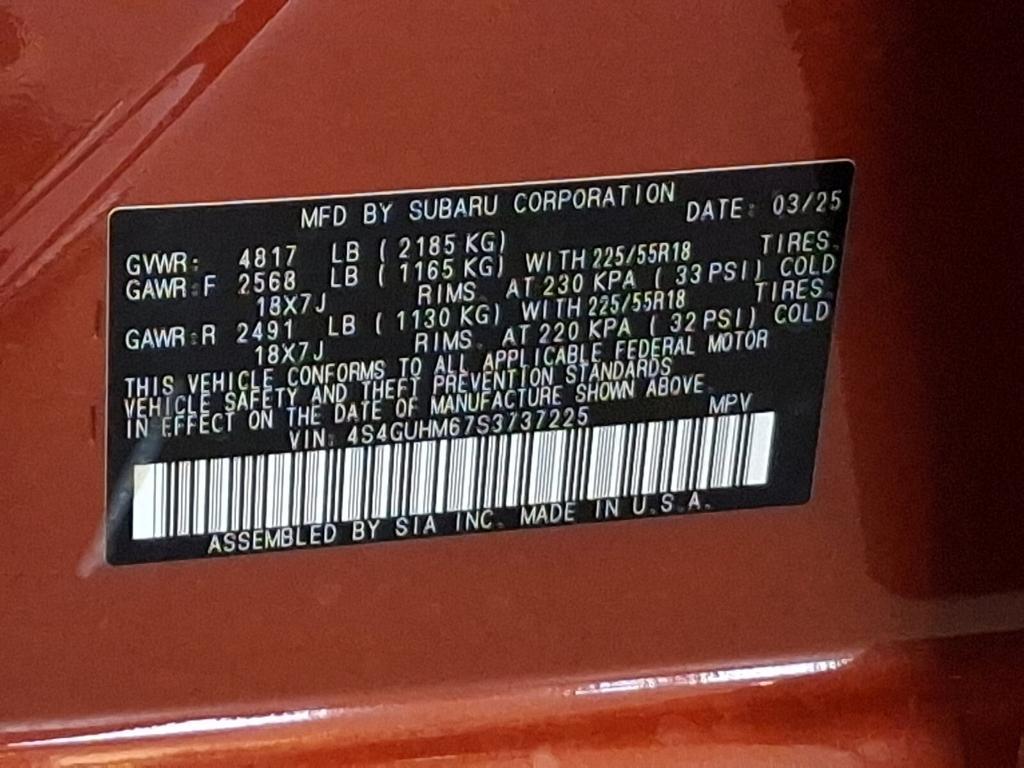 MFD BY SUBARU CORPORATION DATE: 03/25
GVWR: 4817 LB ( 2185 KG)
GAWR:F 2568 LB ( 1165 KG) WITH 225/55R18 TIRES.
18X7J RIMS. AT 230 KPA ( 33 PSI) COLD
GAWR:R 2491 LB ( 1130 KG) WITH 225/55R18 TIRES.
18X7J RIMS. AT 220 KPA ( 32 PSI) COLD
THIS VEHICLE CONFORMS TO ALL APPLICABLE FEDERAL MOTOR
VEHICLE SAFETY AND THEFT PREVENTION STANDARDS
IN EFFECT ON THE DATE OF MANUFACTURE SHOWN ABOVE.
VIN: 4S4GUHM67S3737225 MPV
ASSEMBLED BY SIA INC. MADE IN U.S.A.